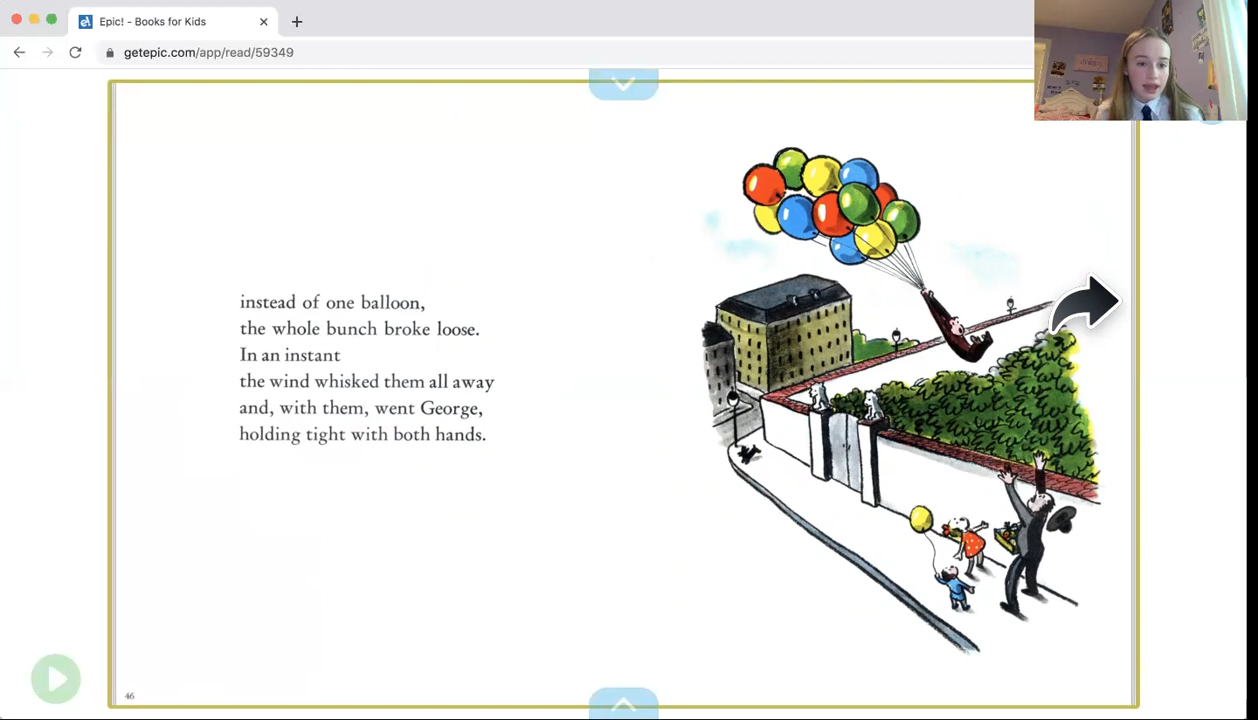 Epic! - Books for Kids
getepic.com/app/read/59349
instead of one balloon,
the whole bunch broke loose.
In an instant
the wind whisked them all away
and, with them, went George,
holding tight with both hands.
46